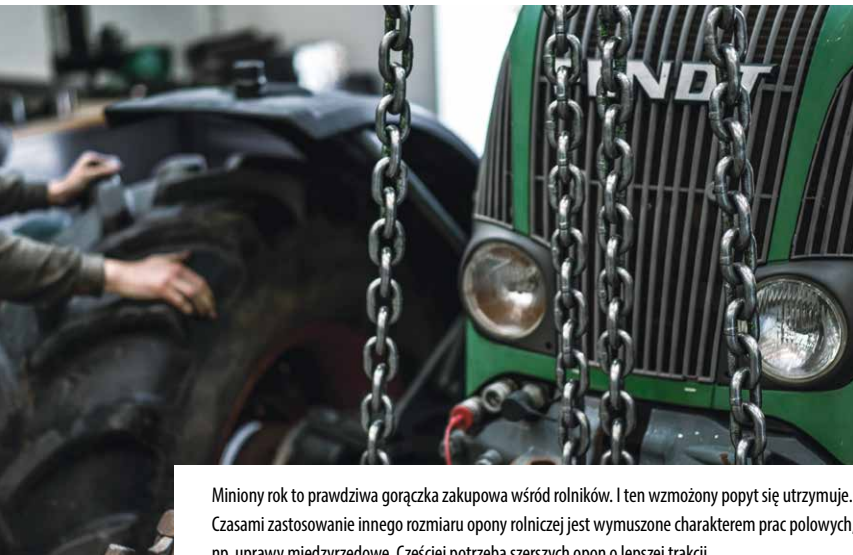 ENDT
Miniony rok to prawdziwa gorączka zakupowa wśród rolników. I ten wzmożony popyt się utrzymuje.
Czasami zastosowanie innego rozmiaru opony rolniczej jest wymuszone charakterem prac polowych,
np. uprawy międzyrzędowe. Częściej potrzeba szerszych opon o lepszej trakcji.